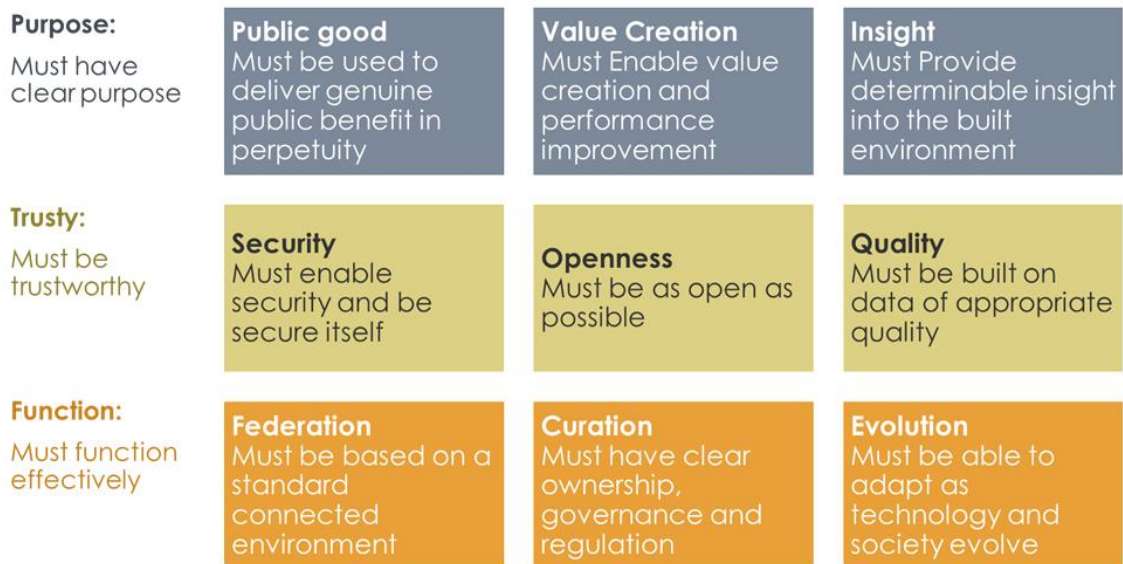 Purpose:
Must have
clear purpose
Public good
Must be used to
deliver genuine
public benefit in
perpetuity
Value Creation
Must Enable value
creation and
performance
improvement
Insight
Must Provide
determinable insight
into the built
environment
Trusty:
Must be
trustworthy
Security
Must enable
security and be
secure itself
Openness
Must be as open as
possible
Quality
Must be built on
data of appropriate
quality
Function:
Must function
effectively
Federation
Must be based on a
standard
connected
environment
Curation
Must have clear
ownership,
governance and
regulation
Evolution
Must be able to
adapt as
technology and
society evolve